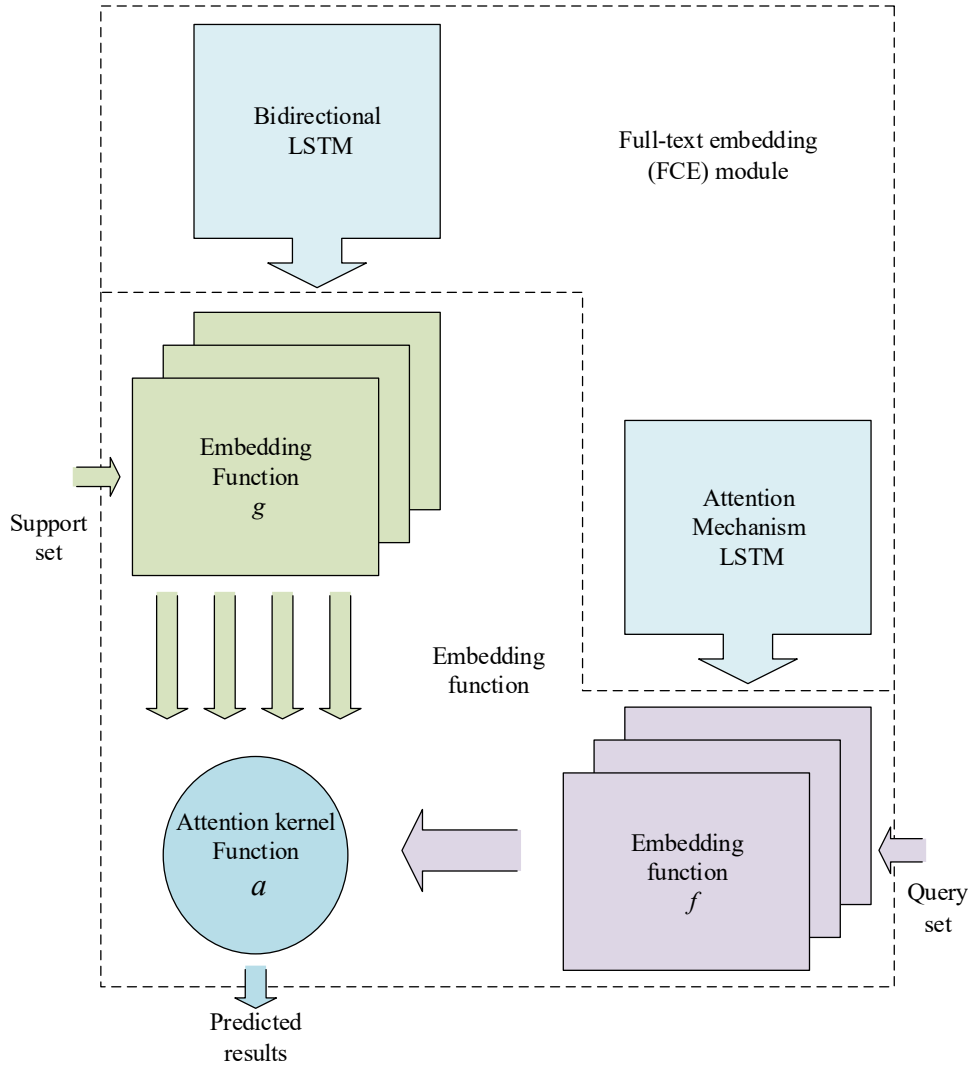 Bidirectional
LSTM
Full-text embedding
(FCE) module
Embedding
Function
g
Support
set
Attention
Mechanism
LSTM
Embedding
function
Attention kernel
Function
a
Embedding
function
f
Query
set
Predicted
results